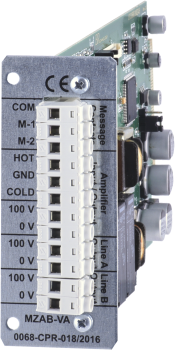 CE
COM
M-1
M-2
Message
HOT
GND
COLD
Amplifier
100 V
0 V
100 V
0 V
Line A
100 V
0 V
Line B
MZAB-VA
0068-CPR-018/2016